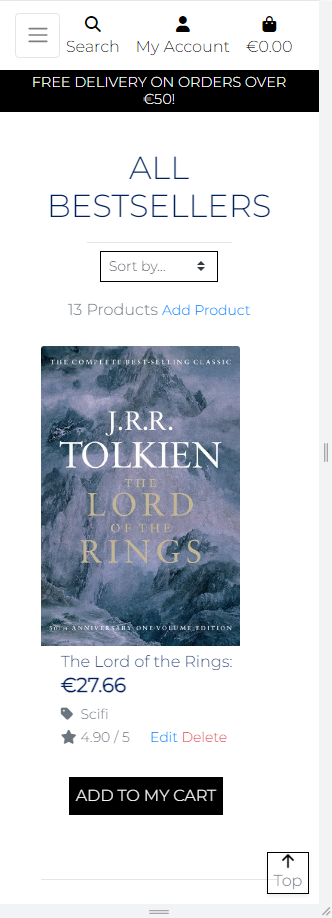 Search My Account €0.00
FREE DELIVERY ON ORDERS OVER
€50!
ALL
BESTSELLERS
Sort by...
13 Products Add Product
THE COMPLETE BEST-SELLING CLASSIC
J.R.R.
TOLKIEN
THE
LORD
OF THE
RINGS
50TH ANNIVERSARY ONE VOLUME EDITION
The Lord of the Rings:
€27.66
Scifi
4.90 / 5 Edit Delete
ADD TO MY CART
Top